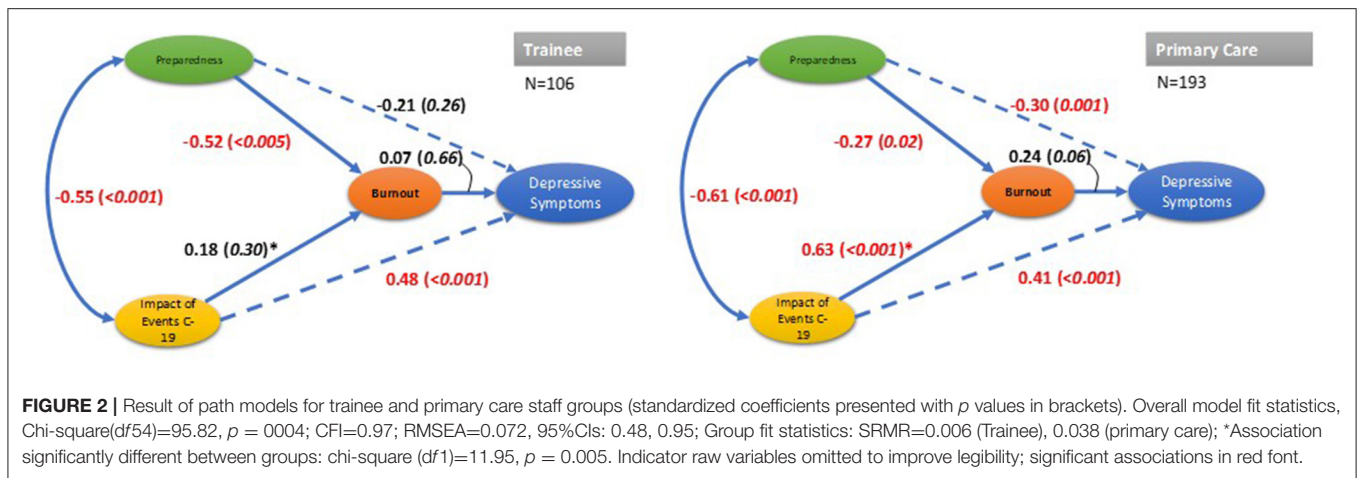 Preparedness
Trainee
N=106
-0.21 (0.26)
-0.52 (<0.005)
0.07 (0.66)
-0.55 (<0.001)
Burnout
Depressive
Symptoms
0.18 (0.30)*
0.48 (<0.001)
Impact of
Events C-
19
Preparedness
Primary Care
N=193
-0.30 (0.001)
-0.27 (0.02)
0.24 (0.06)
-0.61 (<0.001)
Burnout
Depressive
Symptoms
0.63 (<0.001)*
0.41 (<0.001)
Impact of
Events C-
19
FIGURE 2 | Result of path models for trainee and primary care staff groups (standardized coefficients presented with p values in brackets). Overall model fit statistics,
Chi-square(df54)=95.82, p = 0004; CFI=0.97; RMSEA=0.072, 95%CIs: 0.48, 0.95; Group fit statistics: SRMR=0.006 (Trainee), 0.038 (primary care); *Association
significantly different between groups: chi-square (df1)=11.95, p = 0.005. Indicator raw variables omitted to improve legibility; significant associations in red font.